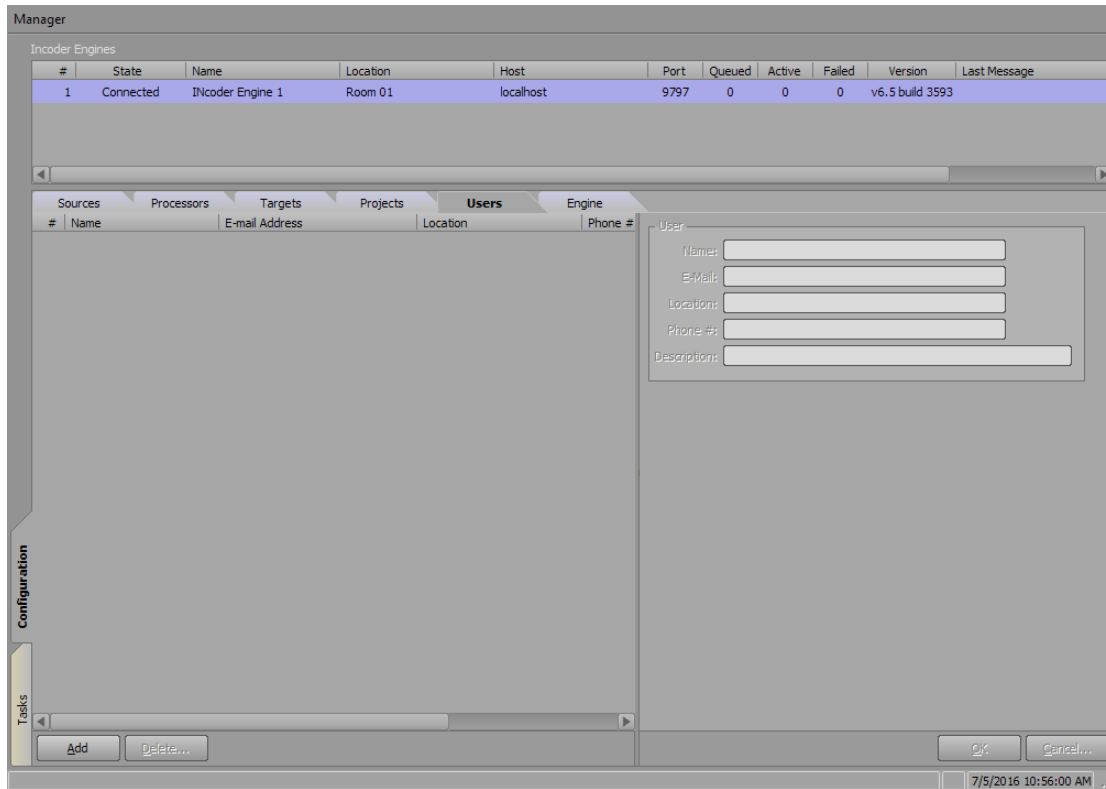 Manager
Incoder Engines
# State Name Location Host Port Queued Active Failed Version Last Message
1 Connected INcoder Engine 1 Room 01 localhost 9797 0 0 0 v6.5 build 3593
Sources Processors Targets Projects Users Engine
# Name E-mail Address Location Phone #
User
Name:
E-Mail:
Location:
Phone #:
Description:
Configuration
Tasks
Add Delete... OK Cancel...
7/5/2016 10:56:00 AM